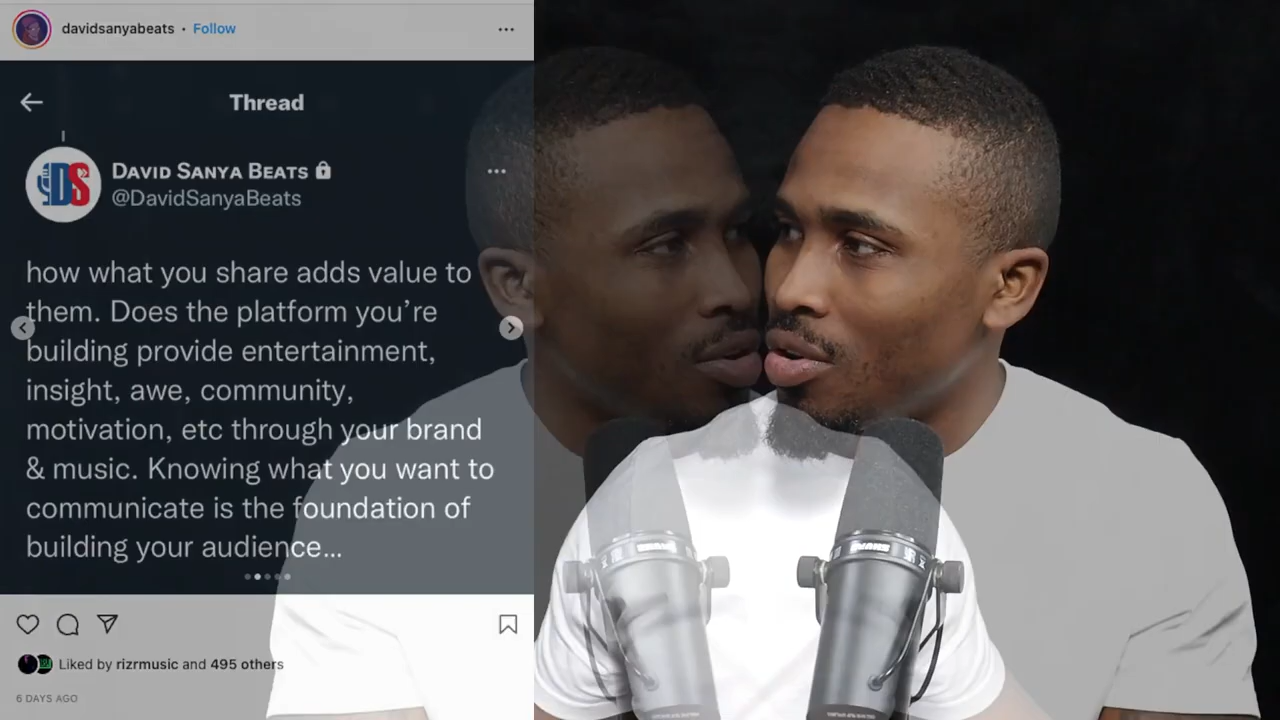 davidsanyabeats • Follow
Thread
DS
DAVID SANYA BEATS
@DavidSanyaBeats
how what you share adds value to
them. Does the platform you’re
building provide entertainment,
insight, awe, community,
motivation, etc through your brand
& music. Knowing what you want to
communicate is the foundation of
building your audience...
Liked by rizrmusic and 495 others
6 DAYS AGO